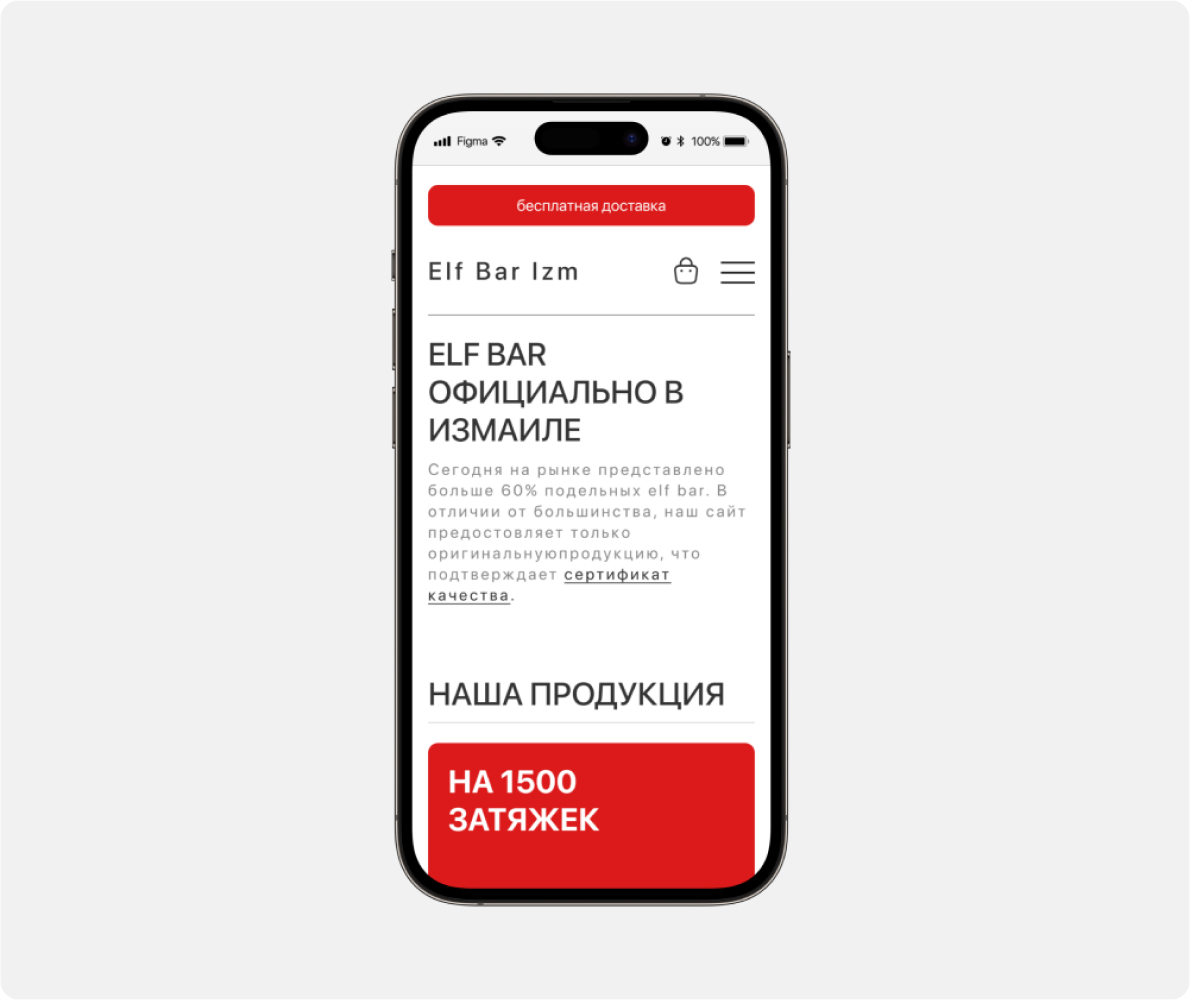 Figma
100%
бесплатная доставка
Elf Bar Izm
ELF BAR
ОФИЦИАЛЬНО В
ИЗМАИЛЕ
Сегодня на рынке представлено
больше 60% подельных elf bar. В
отличии от большинства, наш сайт
предостовляет только
оригинальнуюпродукцию, что
подтверждает сертификат
качества.
НАША ПРОДУКЦИЯ
НА 1500
ЗАТЯЖЕК